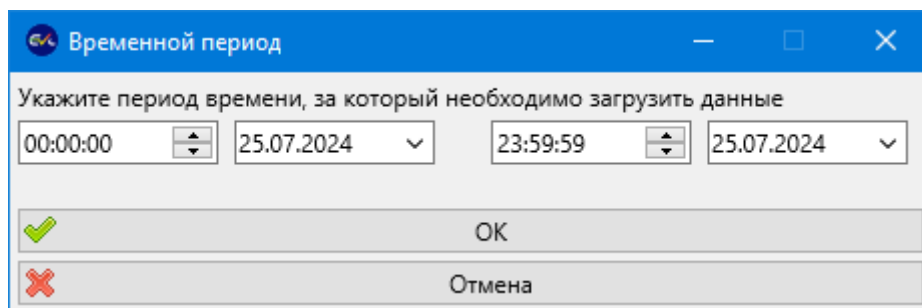 Временной период
Укажите период времени, за который необходимо загрузить данные
00:00:00 25.07.2024 23:59:59 25.07.2024
OK
Отмена